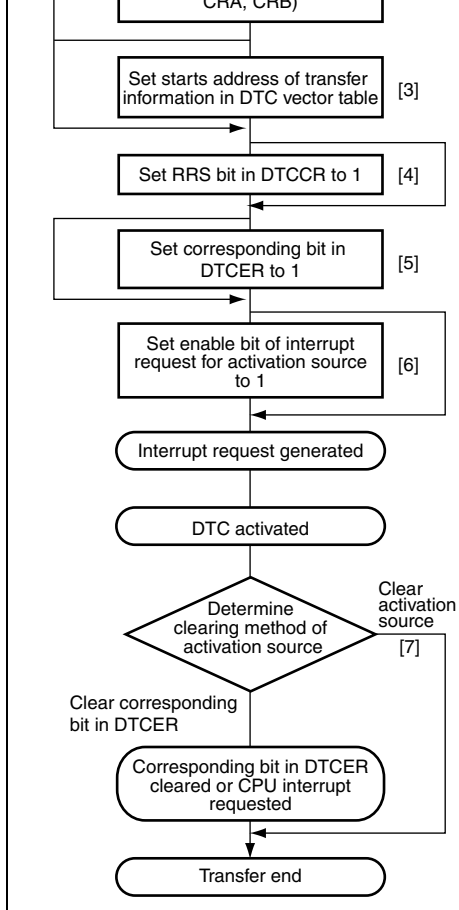 CRA, CRB)
Set starts address of transfer
information in DTC vector table
[3]
Set RRS bit in DTCCR to 1
[4]
Set corresponding bit in
DTCER to 1
[5]
Set enable bit of interrupt
request for activation source
to 1
[6]
Interrupt request generated
DTC activated
Determine
clearing method of
activation source
Clear
activation
source
[7]
Clear corresponding
bit in DTCER
Corresponding bit in DTCER
cleared or CPU interrupt
requested
Transfer end